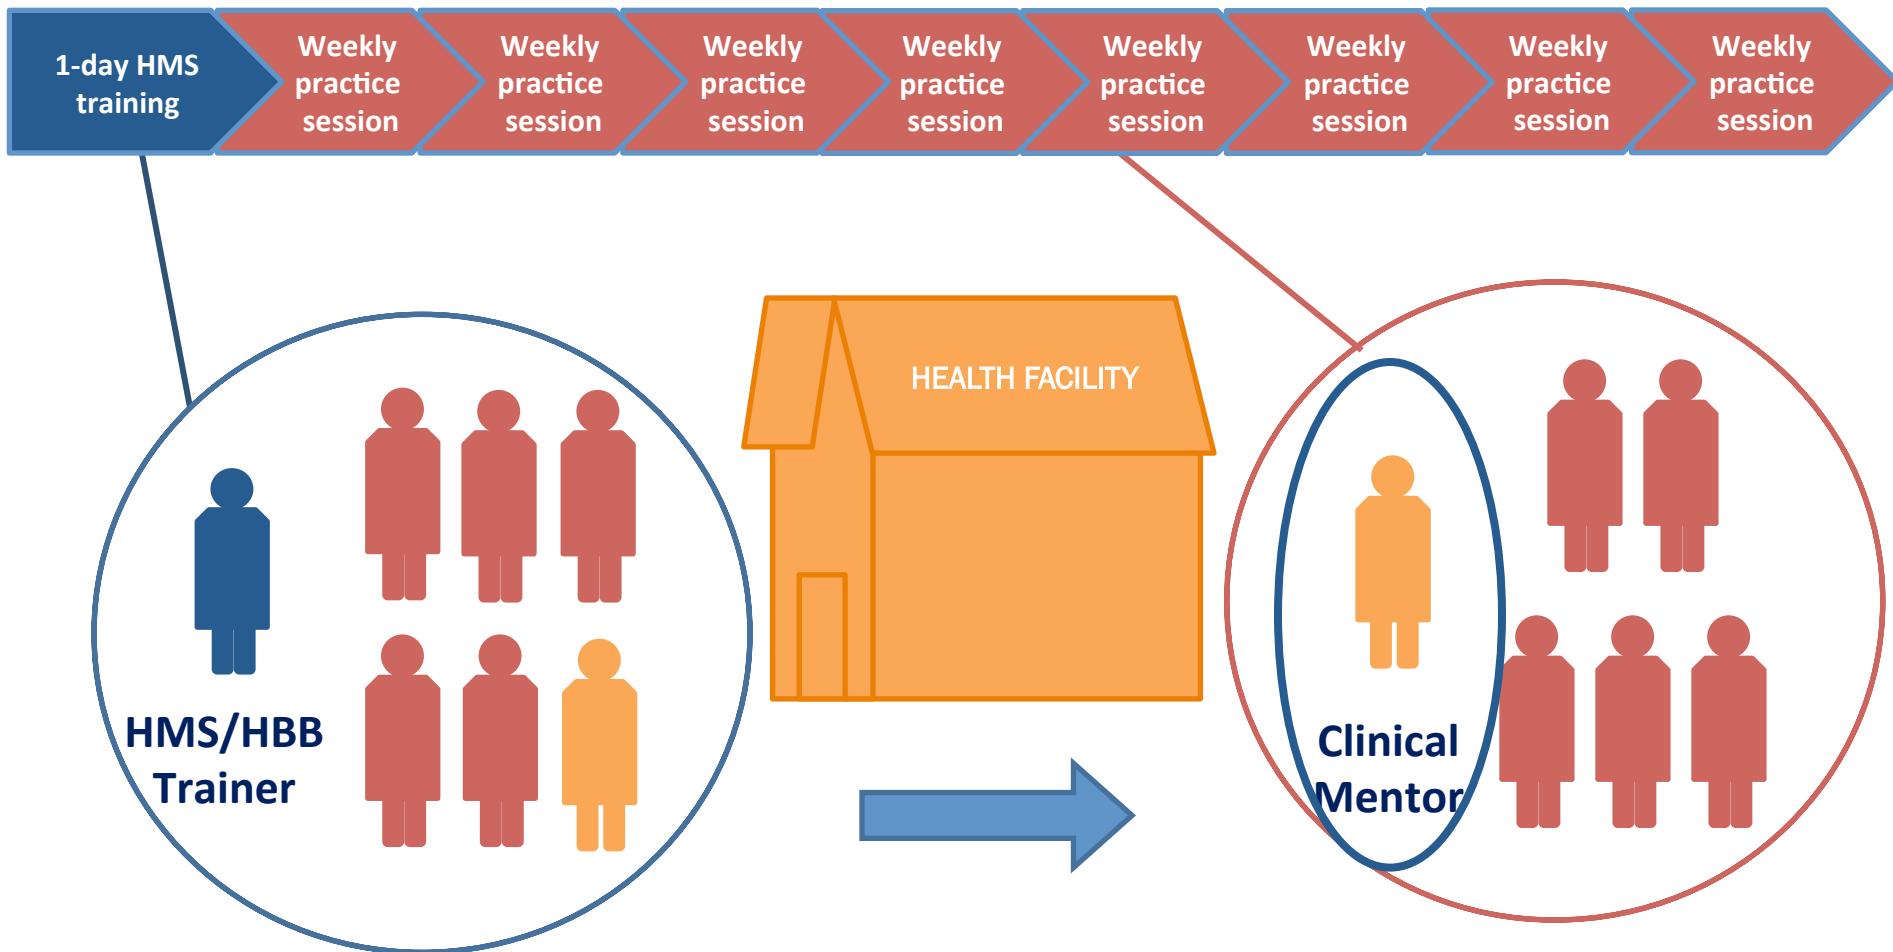 1-day HMS
training
Weekly
practice
session
Weekly
practice
session
Weekly
practice
session
Weekly
practice
session
Weekly
practice
session
Weekly
practice
session
Weekly
practice
session
Weekly
practice
session
HEALTH FACILITY
HMS/HBB
Trainer
Clinical
Mentor